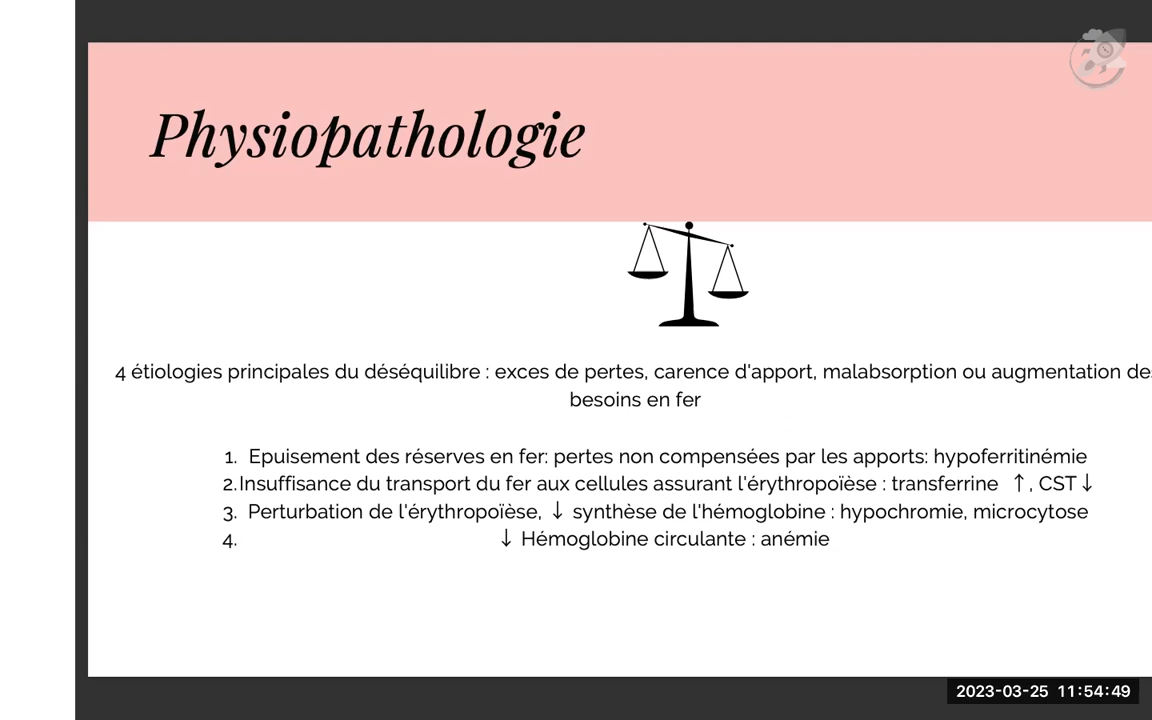 Physiopathologie
4 étiologies principales du déséquilibre : exces de pertes, carence d'apport, malabsorption ou augmentation des
besoins en fer
1. Epuisement des réserves en fer: pertes non compensées par les apports: hypoferritinémie
2. Insuffisance du transport du fer aux cellules assurant l'érythropoïèse : transferrine ↑, CST↓
3. Perturbation de l'érythropoïèse, ↓ synthèse de l'hémoglobine : hypochromie, microcytose
4. ↓ Hémoglobine circulante : anémie
2023-03-25 11:54:49